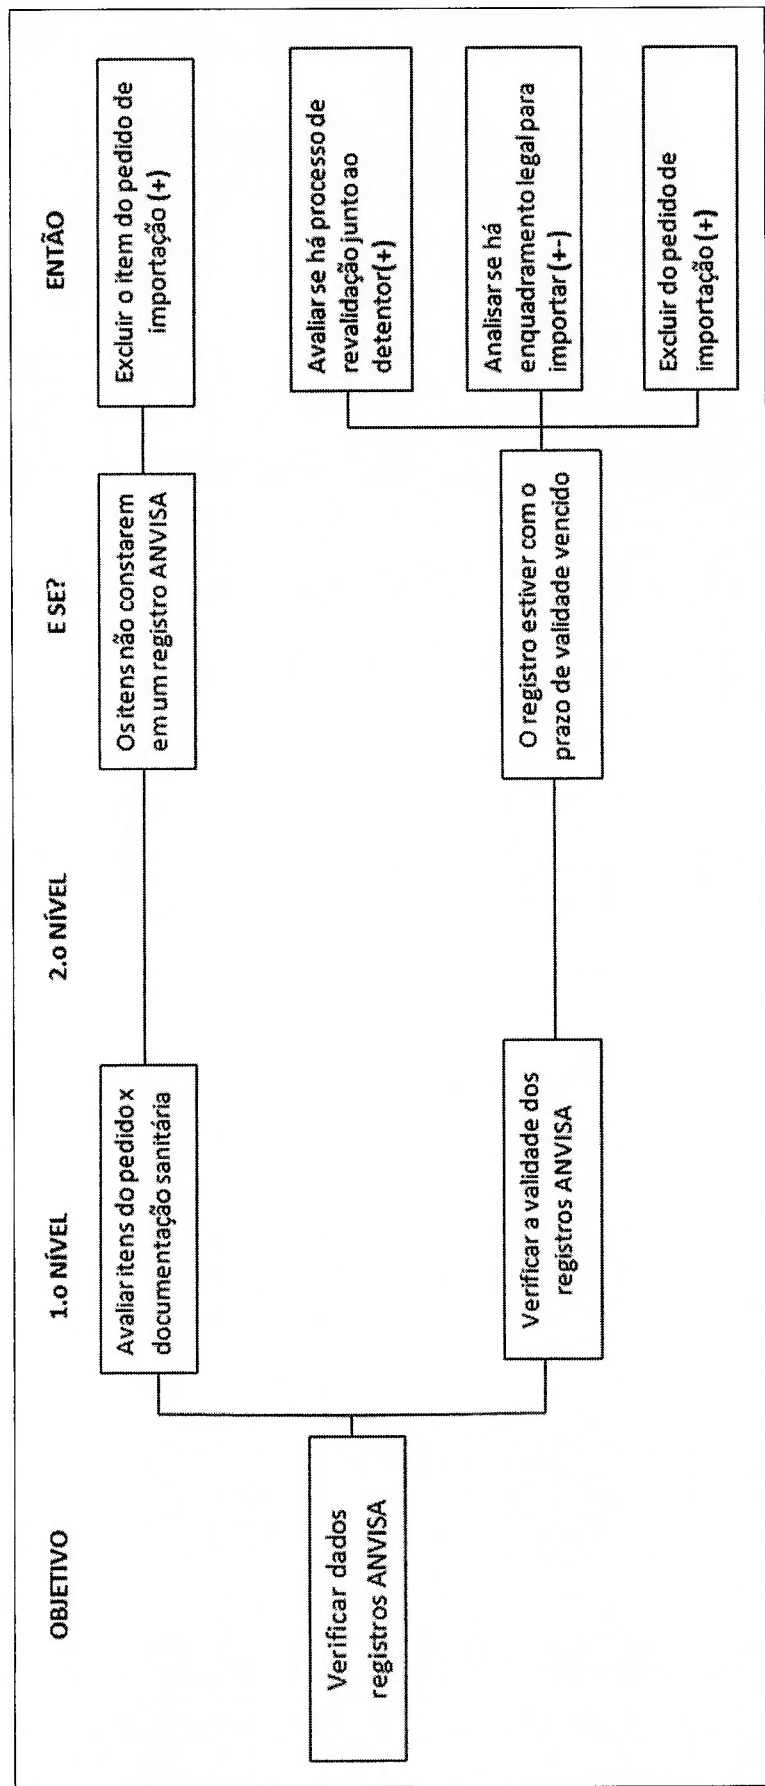 OBJETIVO
1.o NÍVEL
2.o NÍVEL
E SE?
ENTÃO
Verificar dados
registros ANVISA
Avaliar itens do pedido x
documentação sanitária
Os itens não constarem
em um registro ANVISA
Excluir o item do pedido de
importação (+)
Verificar a validade dos
registros ANVISA
O registro estiver com o
prazo de validade vencido
Avaliar se há processo de
revalidação junto ao
detentor(+)
Analisar se há
enquadramento legal para
importar (+-)
Excluir do pedido de
importação (+)